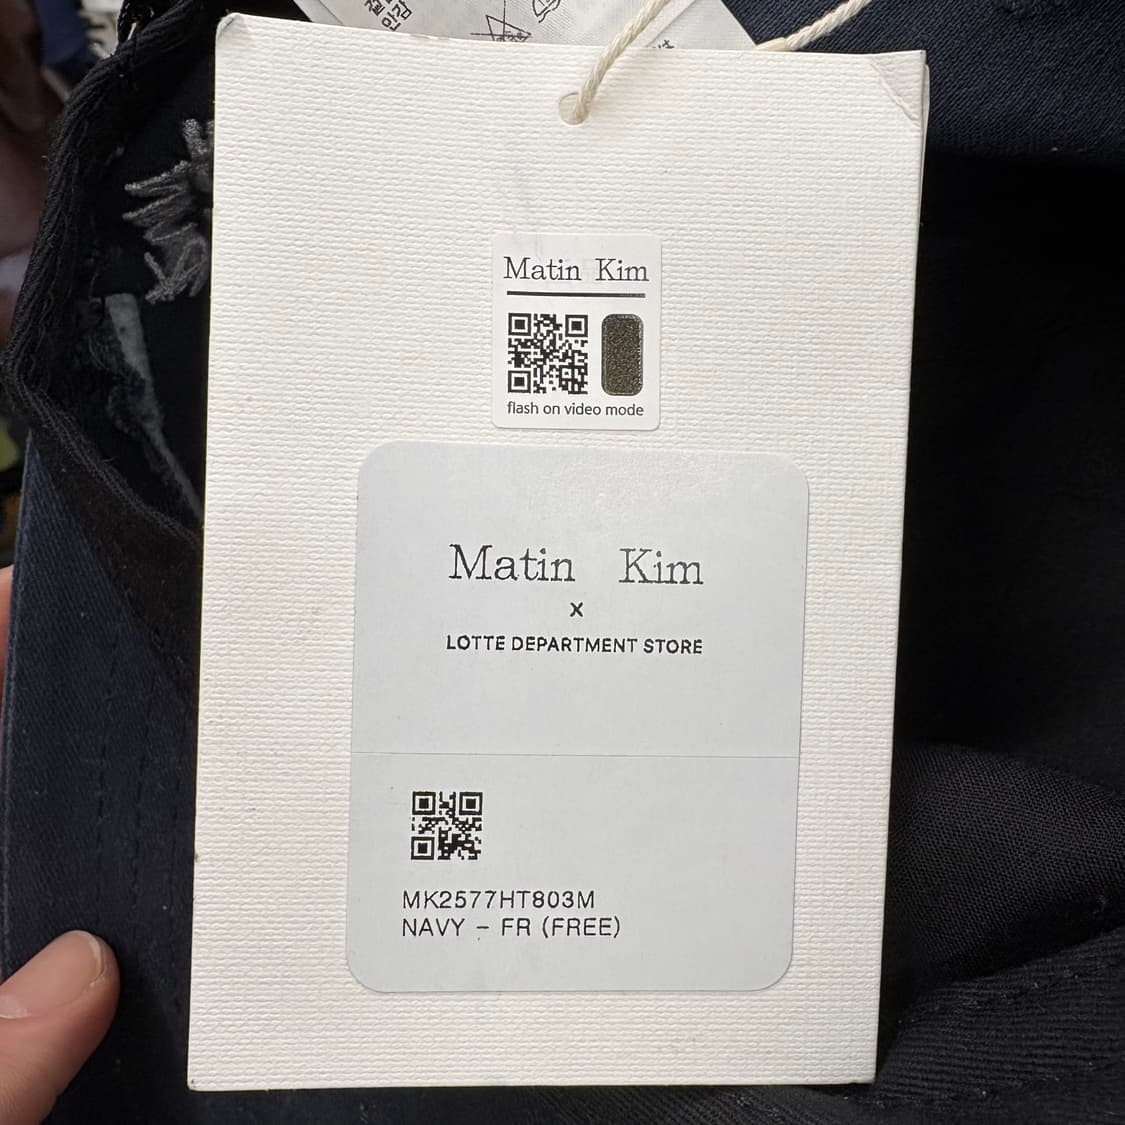 Matin Kim
flash on video mode
Matin Kim
x
LOTTE DEPARTMENT STORE
MK2577HT803M
NAVY - FR (FREE)